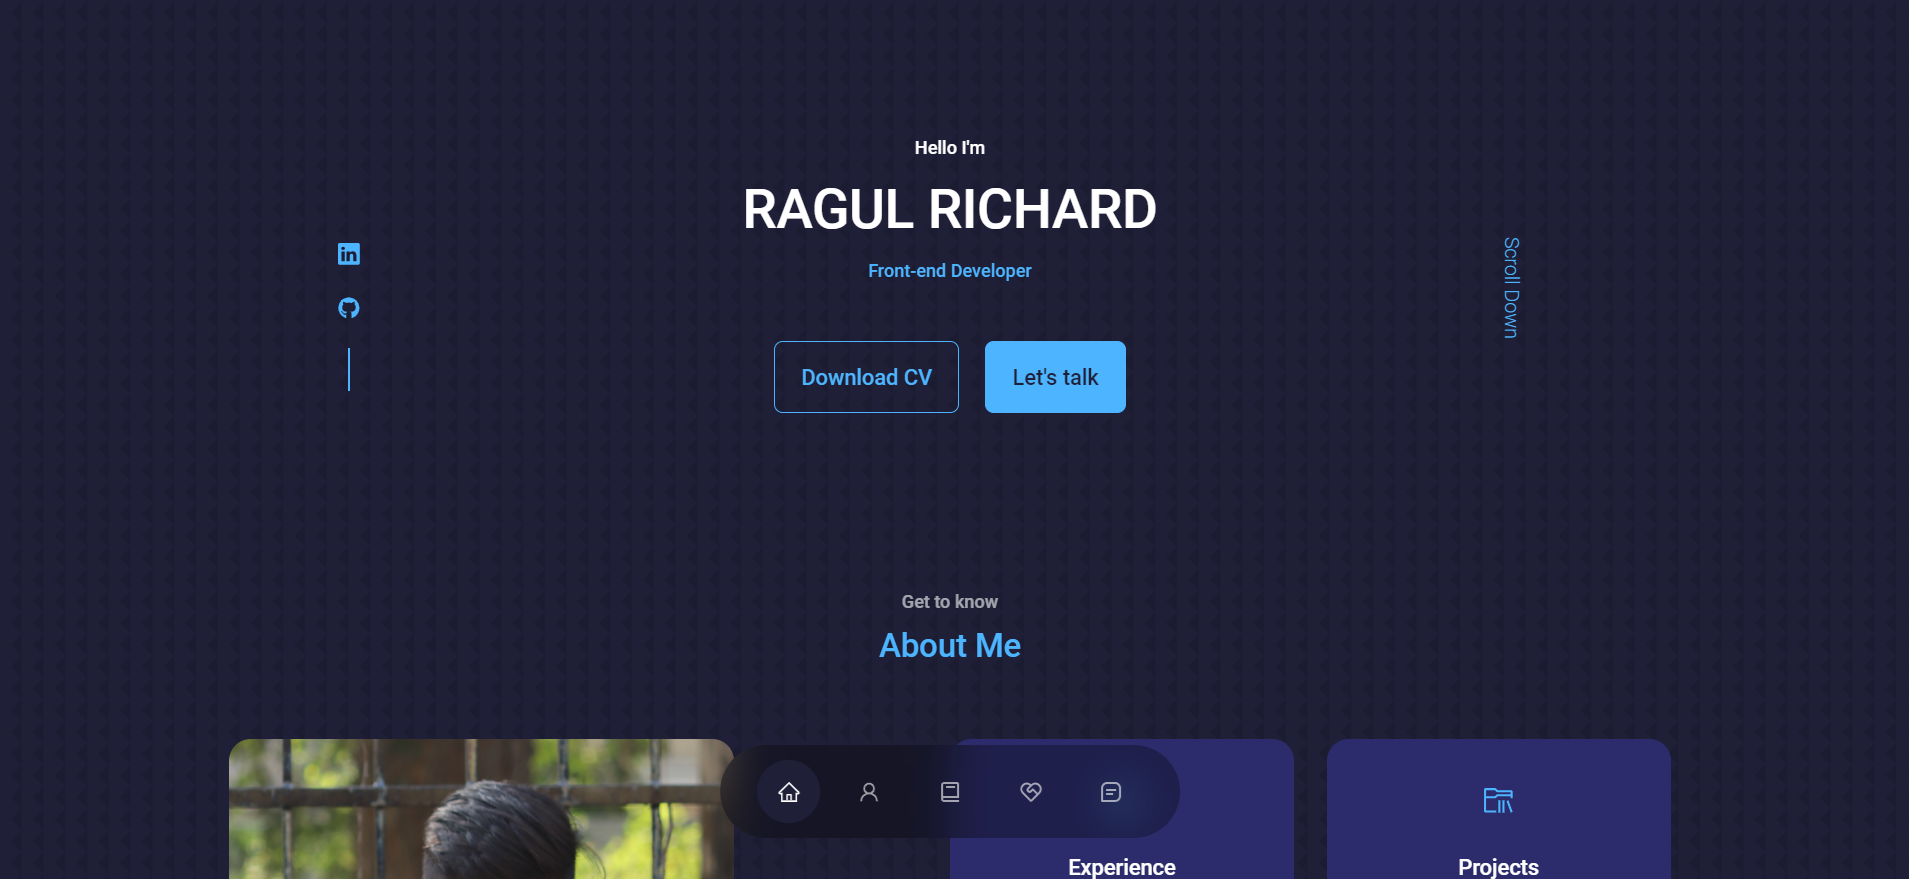 Hello I'm
RAGUL RICHARD
Front-end Developer
Scroll Down
Download CV
Let's talk
Get to know
About Me
Experience
Projects